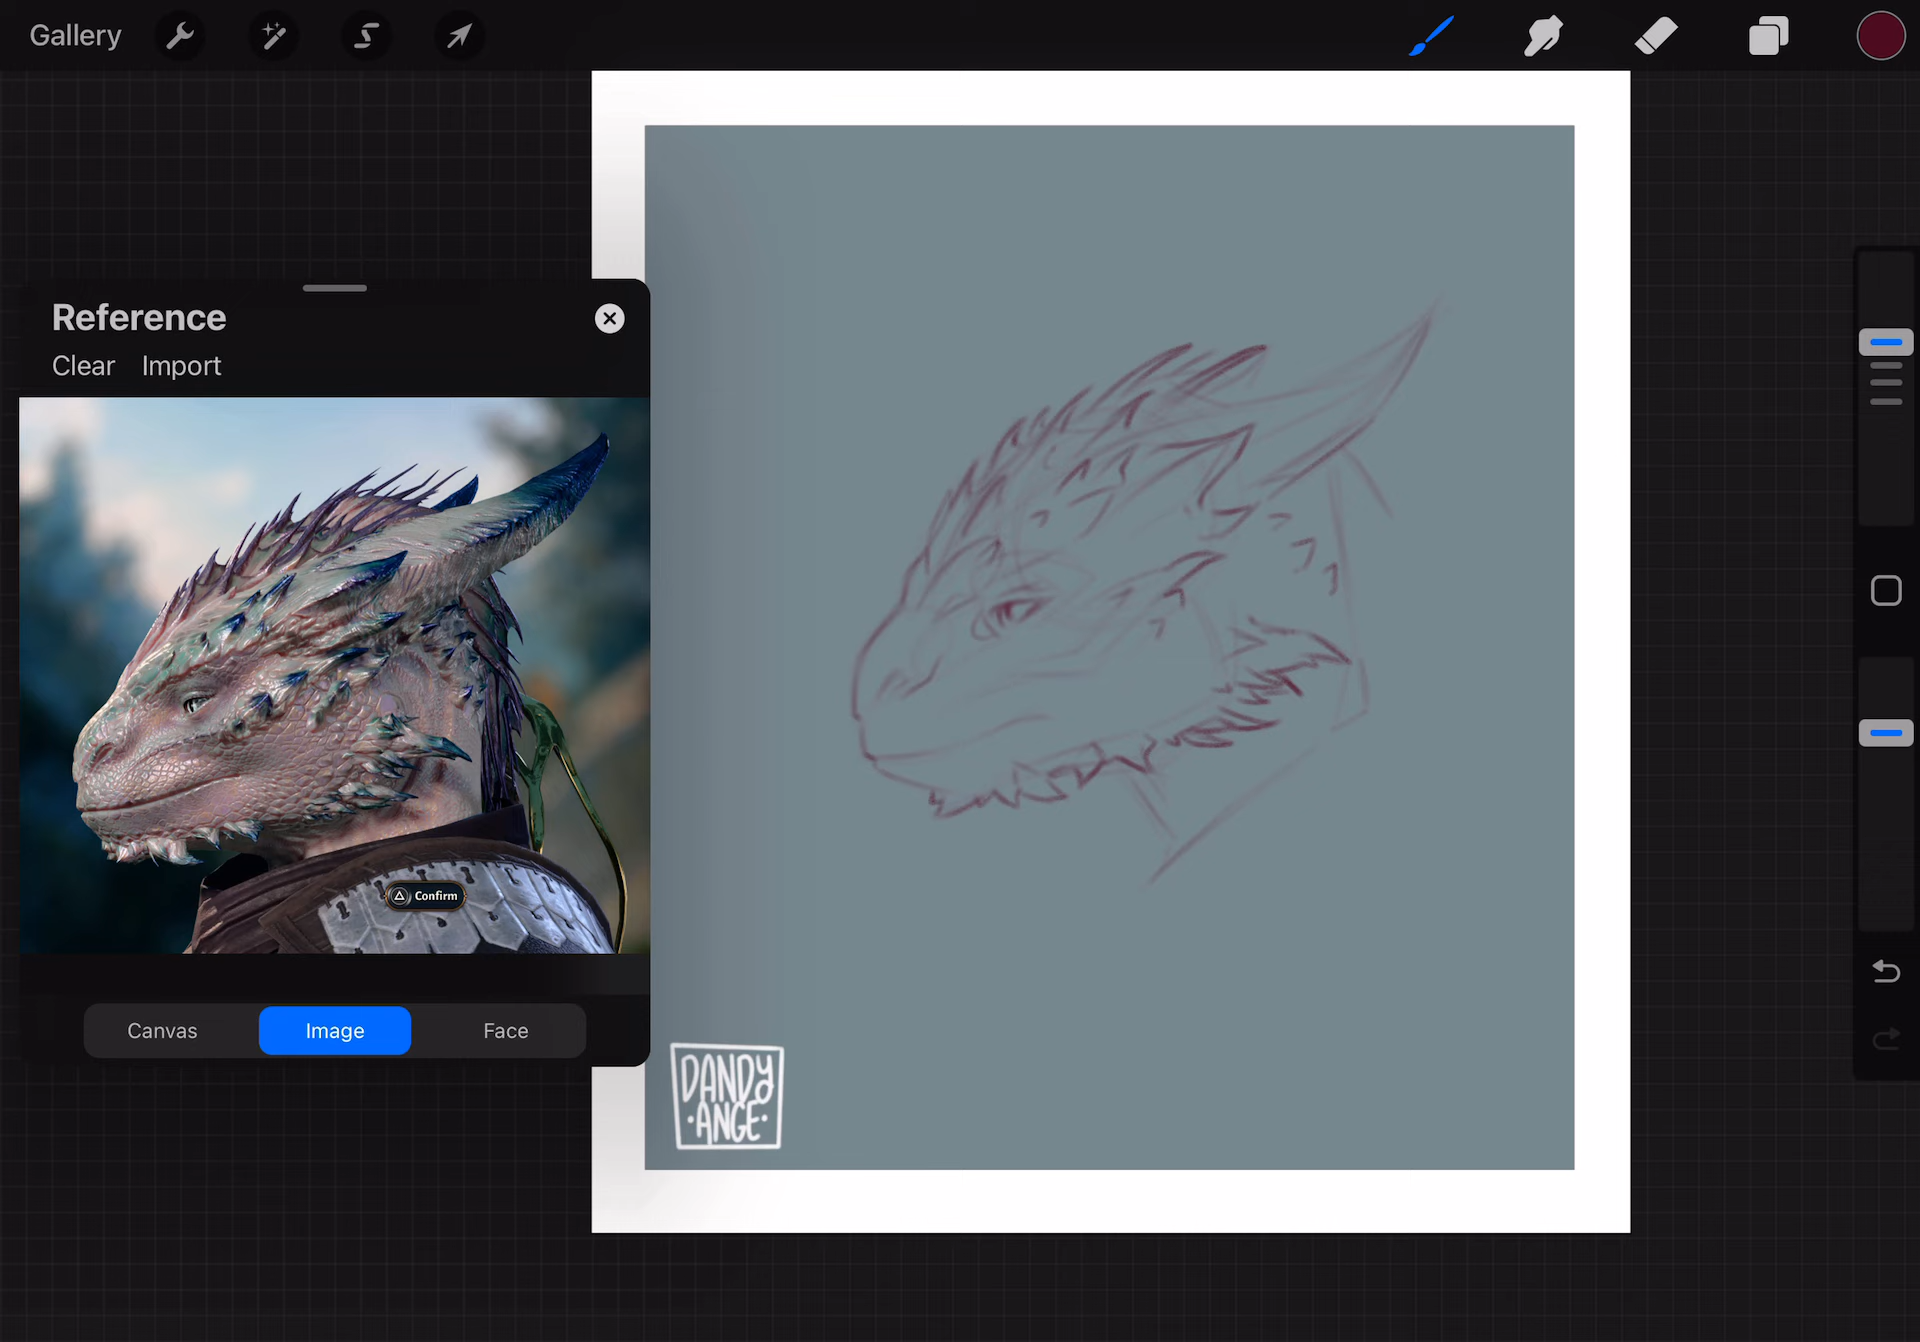 Gallery
Reference
Clear Import
Confirm
Canvas Image Face
DANDY
·ANGE·